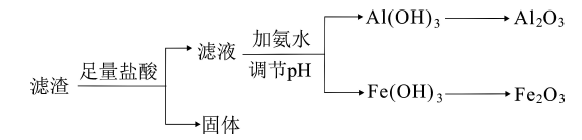 Al(OH)₃ → Al₂O₃
足量盐酸 滤液 加氨水 调节pH
滤渣
Fe(OH)₃ → Fe₂O₃
固体